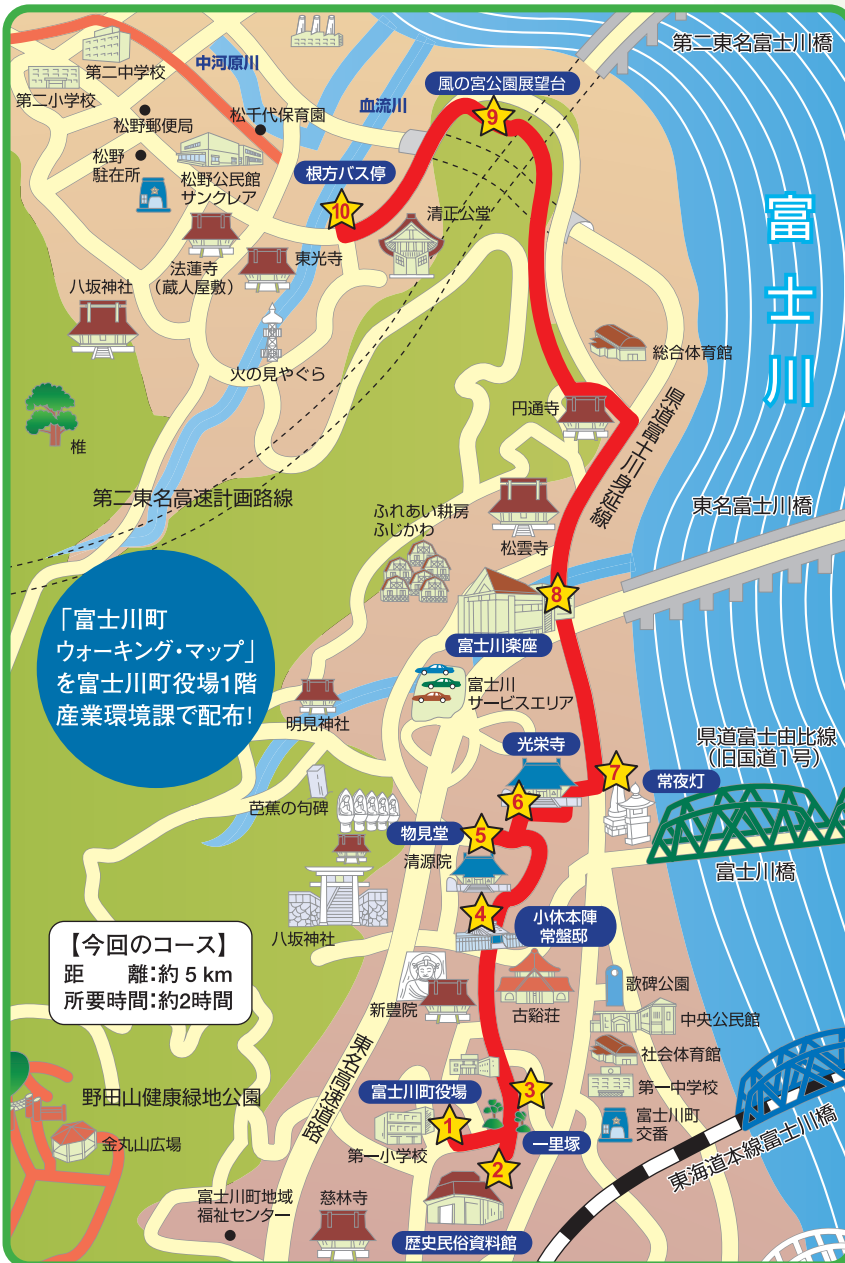 第二東名富士川橋
第二中学校
中河原川
第二小学校
血流川
風の宮公園展望台
9
松野郵便局
松千代保育園
松野
駐在所
松野公民館
サンクレア
根方バス停
10
清正公堂
富士川
法蓮寺
(蔵人屋敷)
東光寺
八坂神社
火の見やぐら
総合体育館
椎
円通寺
県道富士川身延線
第二東名高速計画路線
東名富士川橋
ふれあい耕房
ふじかわ
松雲寺
8
「富士川町
ウォーキング・マップ」
を富士川町役場1階
産業環境課で配布!
富士川楽座
富士川
サービスエリア
明見神社
県道富士由比線
(旧国道1号)
光栄寺
7
常夜灯
6
芭蕉の句碑
物見堂
5
清源院
富士川橋
4
小休本陣
常盤邸
八坂神社
【今回のコース】
距 離:約 5 km
所要時間:約2時間
新豊院
古谿荘
歌碑公園
中央公民館
東名高速道路
社会体育館
第一中学校
野田山健康緑地公園
富士川町役場
3
1
富士川町
交番
金丸山広場
第一小学校
一里塚
2
東海道本線富士川橋
富士川町地域
福祉センター
慈林寺
歴史民俗資料館